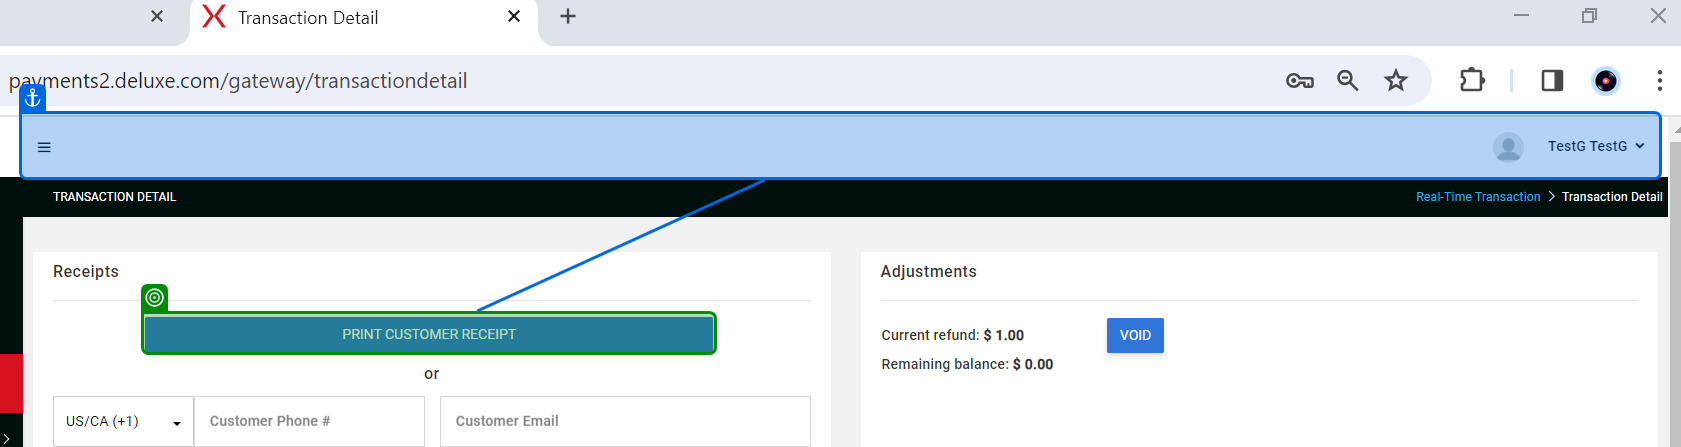 Transaction Detail
payments2.deluxe.com/gateway/transactiondetail
TestG TestG
TRANSACTION DETAIL
Real-Time Transaction > Transaction Detail
Receipts
PRINT CUSTOMER RECEIPT
or
US/CA (+1)
Customer Phone #
Customer Email
Adjustments
Current refund: $ 1.00
VOID
Remaining balance: $ 0.00